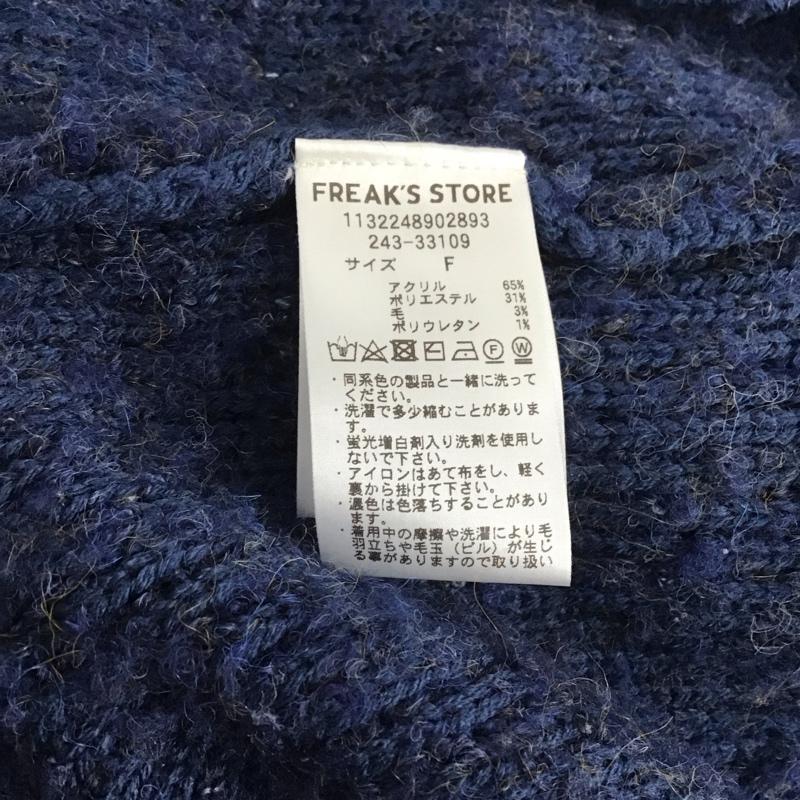 FREAK'S STORE
1132248902893
243-33109
サイズ F
アクリル 65%
ポリエステル 31%
毛 3%
ポリウレタン 1%
F W
・同系色の製品と一緒に洗って
ください。
・洗濯で多少縮むことがありま
す。
・蛍光増白剤入り洗剤を使用し
ないで下さい。
・アイロンはあて布をし、軽く
裏から掛けて下さい。
・濃色は色落ちすることがあり
ます。
・着用中の摩擦や洗濯により毛
羽立ちや毛玉（ピル）が生じ
る事がありますので取り扱い